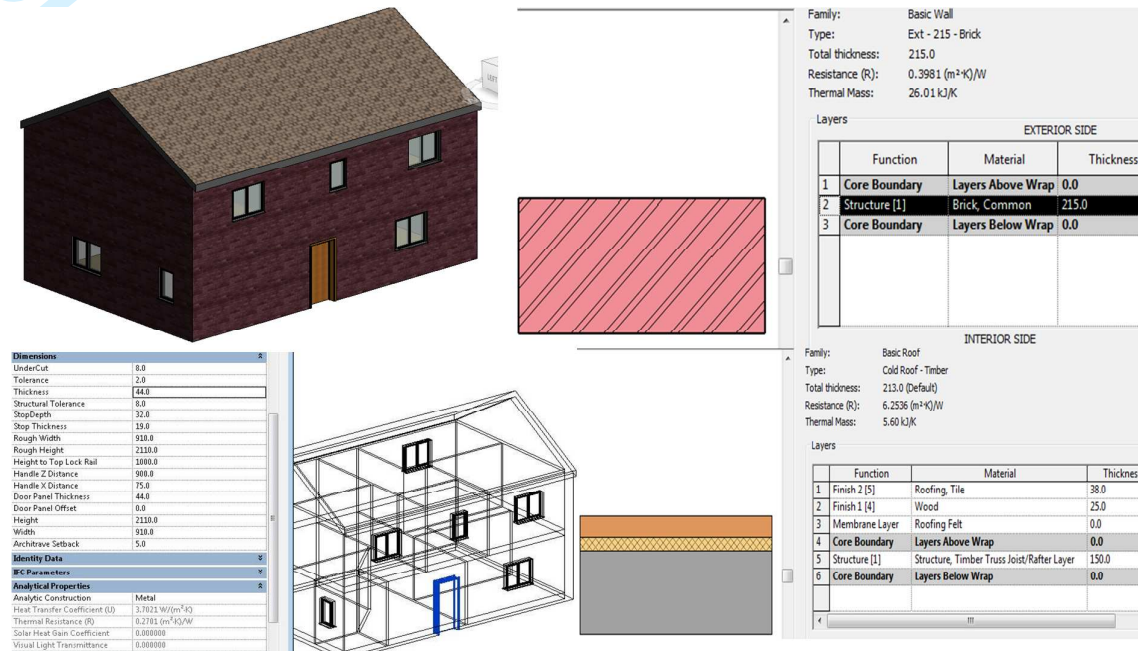 Family: Basic Wall
Type: Ext - 215 - Brick
Total thickness: 215.0
Resistance (R): 0.3981 (m²·K)/W
Thermal Mass: 26.01 kJ/K
Layers
EXTERIOR SIDE
Function Material Thickness
1 Core Boundary Layers Above Wrap 0.0
2 Structure [1] Brick, Common 215.0
3 Core Boundary Layers Below Wrap 0.0
INTERIOR SIDE
Dimensions
UnderCut 8.0
Tolerance 2.0
Thickness 44.0
Structural Tolerance 8.0
StopDepth 32.0
Stop Thickness 19.0
Rough Width 910.0
Rough Height 2110.0
Height to Top Lock Rail 1000.0
Handle Z Distance 900.0
Handle X Distance 75.0
Door Panel Thickness 44.0
Door Panel Offset 0.0
Height 2110.0
Width 910.0
Architrave Setback 5.0
Identity Data
IFC Parameters
Analytical Properties
Analytic Construction Metal
Heat Transfer Coefficient (U) 3.7021 W/(m²·K)
Thermal Resistance (R) 0.2701 (m²·K)/W
Solar Heat Gain Coefficient 0.000000
Visual Light Transmittance 0.000000
Family: Basic Roof
Type: Cold Roof - Timber
Total thickness: 213.0 (Default)
Resistance (R): 6.2536 (m²·K)/W
Thermal Mass: 5.60 kJ/K
Layers
Function Material Thicknes
1 Finish 2 [5] Roofing, Tile 38.0
2 Finish 1 [4] Wood 25.0
3 Membrane Layer Roofing Felt 0.0
4 Core Boundary Layers Above Wrap 0.0
5 Structure [1] Structure, Timber Truss Joist/Rafter Layer 150.0
6 Core Boundary Layers Below Wrap 0.0